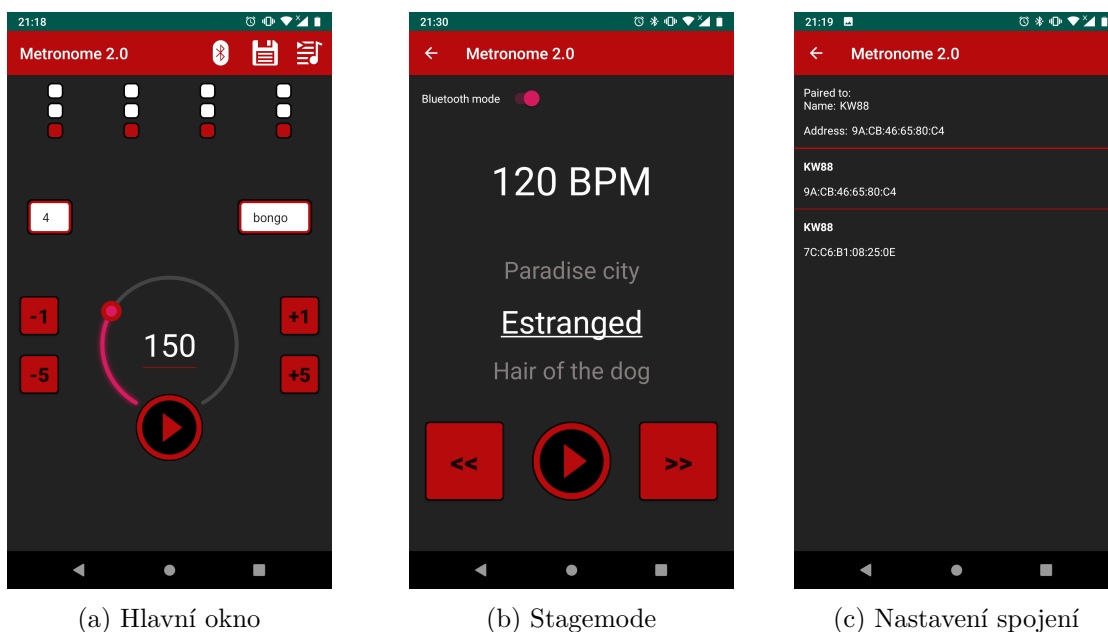 21:18
Metronome 2.0
4
bongo
-1
+1
150
-5
+5
(a) Hlavní okno
21:30
Metronome 2.0
Bluetooth mode
120 BPM
Paradise city
Estranged
Hair of the dog
<<
>>
(b) Stagemode
21:19
Metronome 2.0
Paired to:
Name: KW88
Address: 9A:CB:46:65:80:C4
KW88
9A:CB:46:65:80:C4
KW88
7C:C6:B1:08:25:0E
(c) Nastavení spojení